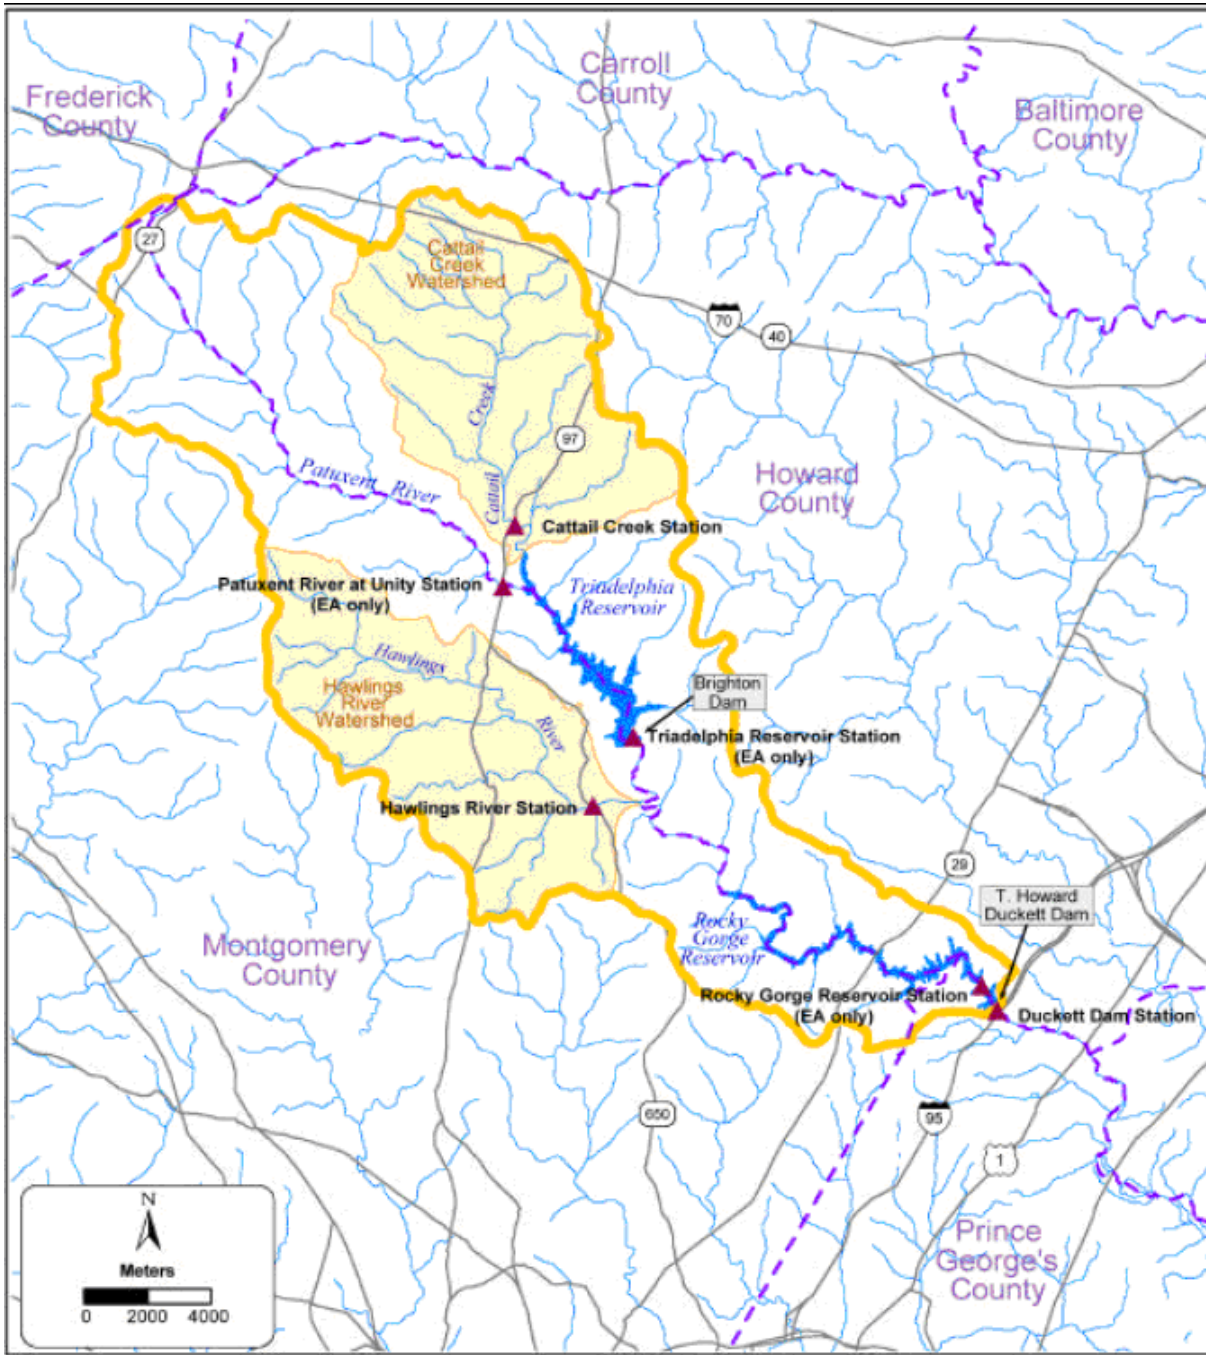 Frederick
County
Carroll
County
Baltimore
County
27
Cattail
Creek
Watershed
70
40
Creek
97
Patuxent River
Cattail
Howard
County
Cattail Creek Station
Patuxent River at Unity Station
(EA only)
Triadelphia
Reservoir
Hawlings
Hawlings
River
Watershed
River
Brighton
Dam
Triadelphia Reservoir Station
(EA only)
Hawlings River Station
29
T. Howard
Duckett Dam
Montgomery
County
Rocky
Gorge
Reservoir
Rocky Gorge Reservoir Station
(EA only)
Duckett Dam Station
650
95
1
N
Meters
0 2000 4000
Prince
George's
County